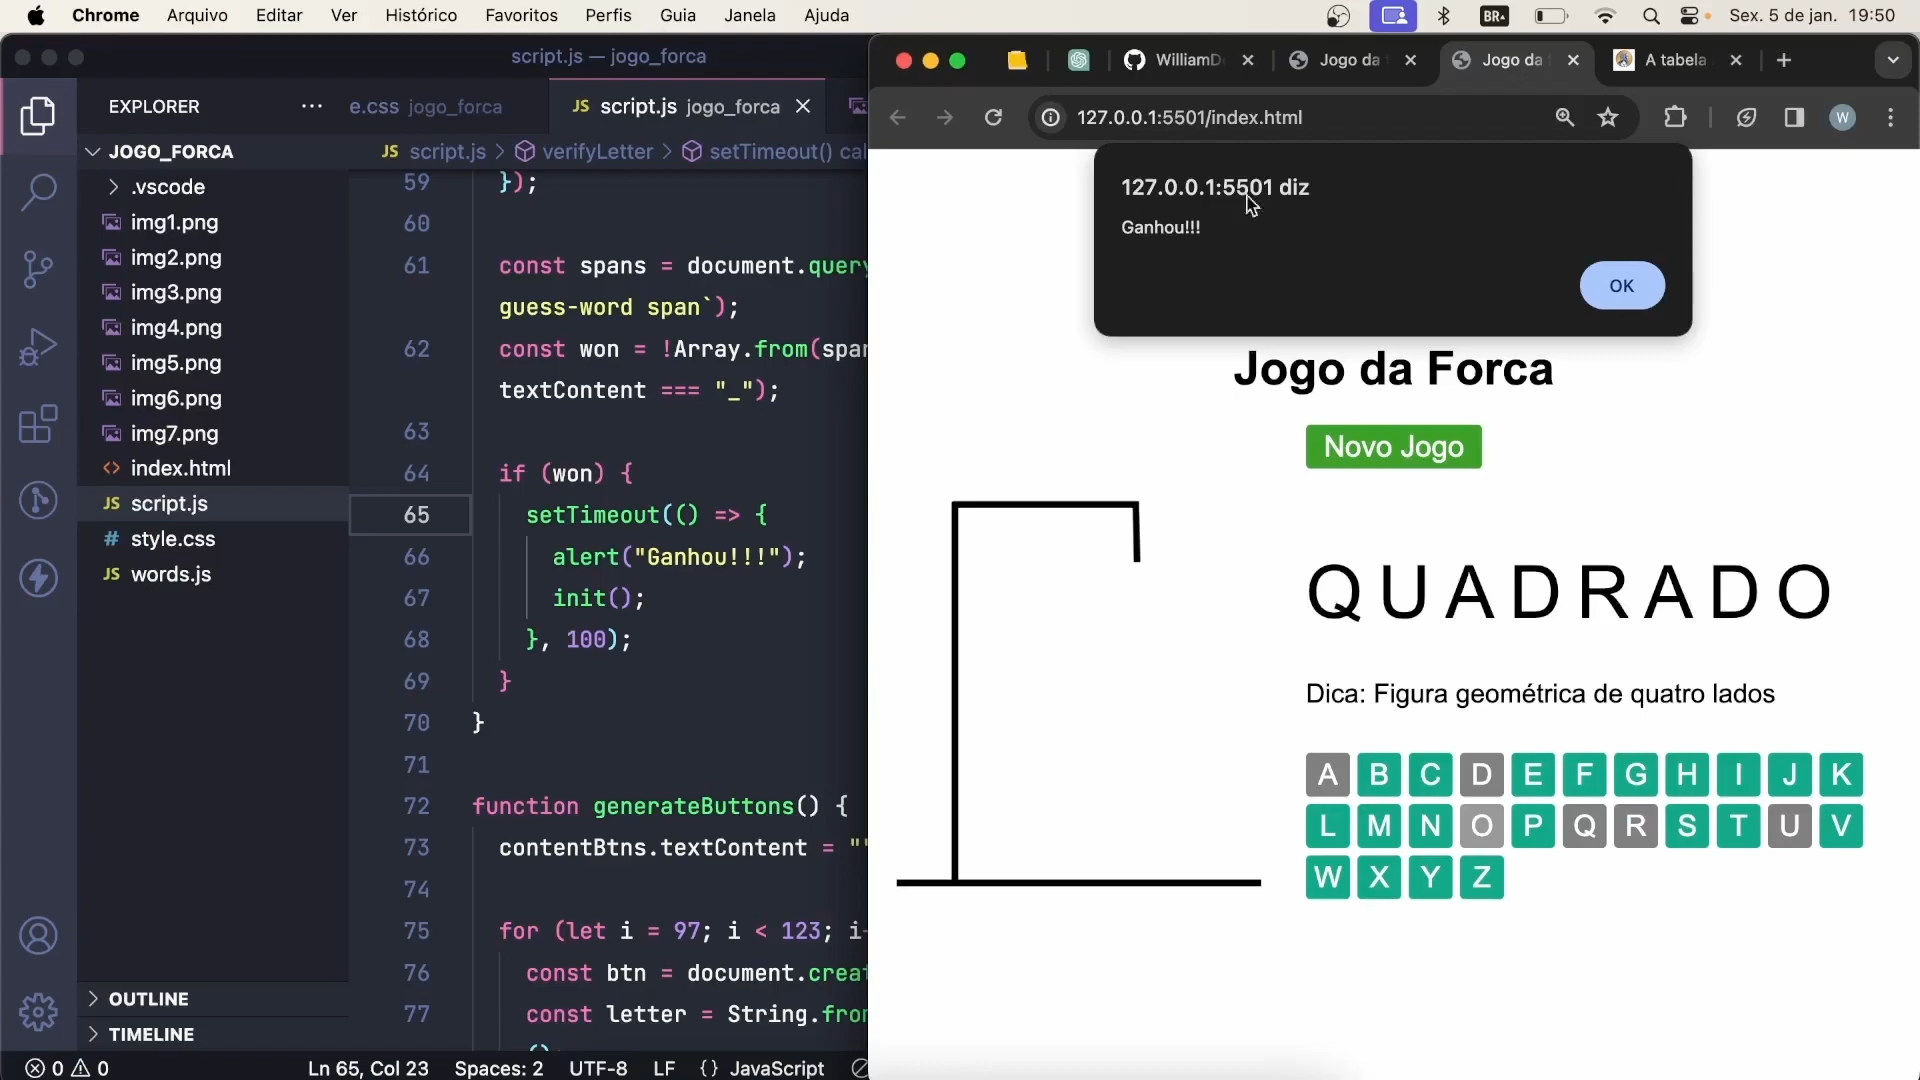 Chrome Arquivo Editar Ver Histórico Favoritos Perfis Guia Janela Ajuda
BR Sex. 5 de jan. 19:50
script.js — jogo_forca
EXPLORER ...
e.css jogo_forca JS script.js jogo_forca
JOGO_FORCA
JS script.js > verifyLetter > setTimeout() cal
.vscode
img1.png
img2.png
img3.png
img4.png
img5.png
img6.png
img7.png
<> index.html
JS script.js
# style.css
JS words.js
OUTLINE
TIMELINE
59 });
60
61 const spans = document.query
guess-word span`);
62 const won = !Array.from(spa
textContent === "_");
63
64 if (won) {
65 setTimeout(() => {
66 alert("Ganhou!!!");
67 init();
68 }, 100);
69 }
70 }
71
72 function generateButtons() {
73 contentBtns.textContent = "
74
75 for (let i = 97; i < 123; i
76 const btn = document.creat
77 const letter = String.from
0 0 Ln 65, Col 23 Spaces: 2 UTF-8 LF {} JavaScript
WilliamD Jogo da Jogo da A tabela
127.0.0.1:5501/index.html W
127.0.0.1:5501 diz
Ganhou!!!
OK
Jogo da Forca
Novo Jogo
QUADRADO
Dica: Figura geométrica de quatro lados
A B C D E F G H I J K
L M N O P Q R S T U V
W X Y Z